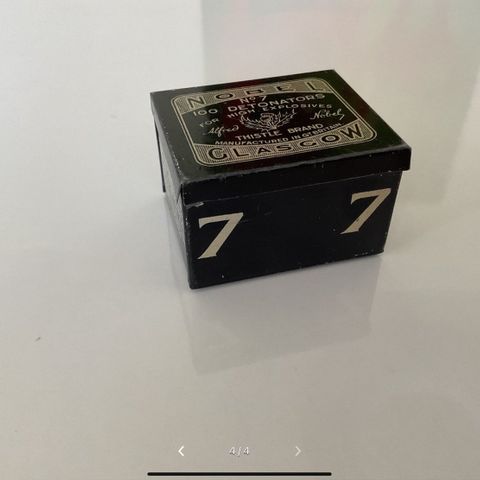 NOBEL
No 7
100 DETONATORS
FOR HIGH EXPLOSIVES
Alfred Nobel
THISTLE BRAND
MANUFACTURED IN GT BRITAIN
GLASGOW
7 7
4/4